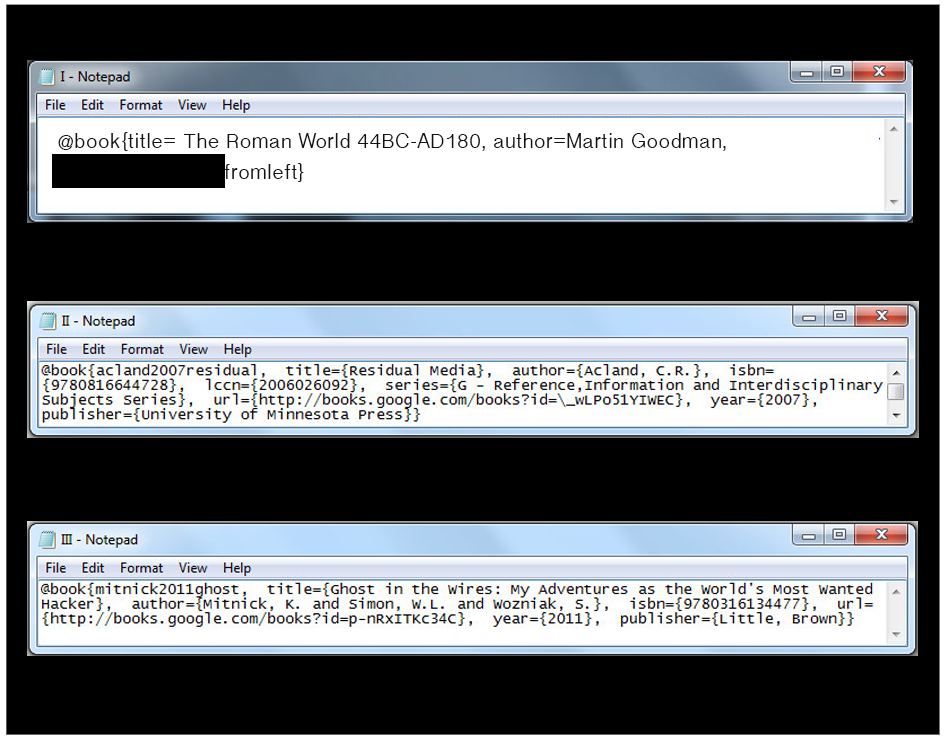 I - Notepad
File Edit Format View Help
@book{title= The Roman World 44BC-AD180, author=Martin Goodman,
fromleft}
II - Notepad
File Edit Format View Help
@book{acland2007residual, title={Residual Media}, author={Acland, C.R.}, isbn=
{9780816644728}, lccn={2006026092}, series={G - Reference,Information and Interdisciplinary
Subjects Series}, url={http://books.google.com/books?id=\_wLPo51YIWEC}, year={2007},
publisher={University of Minnesota Press}}
III - Notepad
File Edit Format View Help
@book{mitnick2011ghost, title={Ghost in the Wires: My Adventures as the World's Most Wanted
Hacker}, author={Mitnick, K. and Simon, W.L. and Wozniak, S.}, isbn={9780316134477}, url=
{http://books.google.com/books?id=p-nRxITKc34C}, year={2011}, publisher={Little, Brown}}